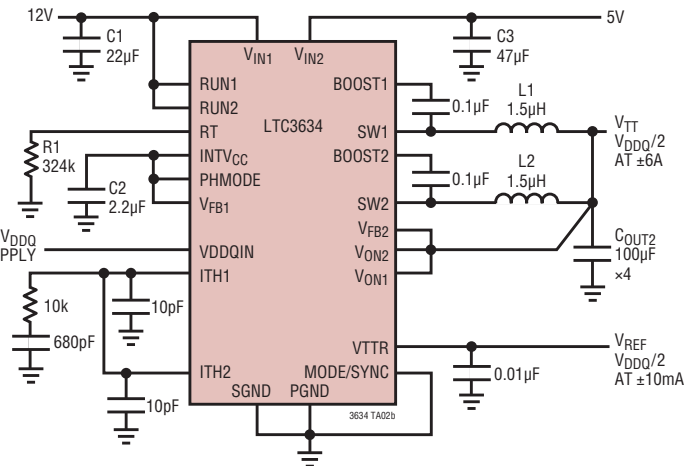 12V
5V
C1
22µF
C3
47µF
VIN1
VIN2
RUN1
RUN2
BOOST1
0.1µF
L1
1.5µH
LTC3634
RT
SW1
VTT
VDDQ/2
AT ±6A
R1
324k
INTVCC
BOOST2
L2
1.5µH
PHMODE
0.1µF
C2
2.2µF
VFB1
SW2
VFB2
VDDQ
PPLY
VDDQIN
VON2
VON1
COUT2
100µF
×4
ITH1
10k
10pF
680pF
VTTR
VREF
VDDQ/2
AT ±10mA
ITH2
MODE/SYNC
0.01µF
10pF
SGND
PGND
3634 TA02b